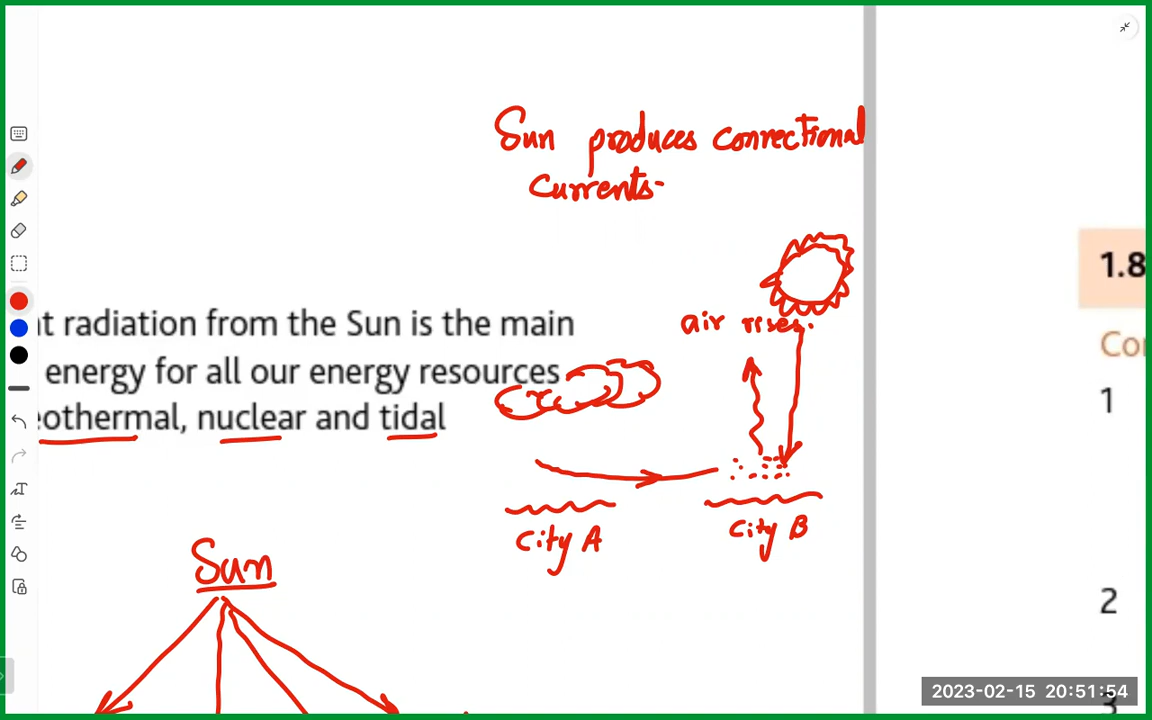 Sun produces convectional
Currents.
air rises.
t radiation from the Sun is the main
energy for all our energy resources
eothermal, nuclear and tidal
City A
City B
Sun
1.8
Co
1
2
3
2023-02-15 20:51:54